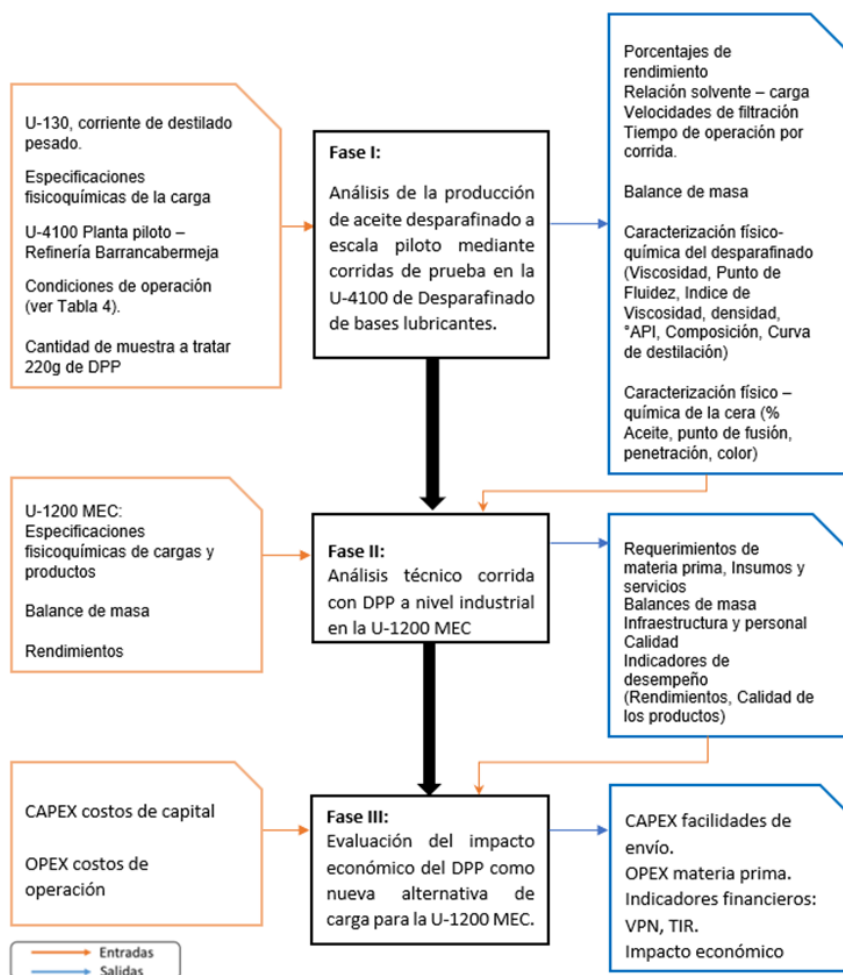 U-130, corriente de destilado
pesado.
Especificaciones
fisicoquímicas de la carga
U-4100 Planta piloto –
Refinería Barrancabermeja
Condiciones de operación
(ver Tabla 4).
Cantidad de muestra a tratar
220g de DPP
Fase I:
Análisis de la producción
de aceite desparafinado a
escala piloto mediante
corridas de prueba en la
U-4100 de Desparafinado
de bases lubricantes.
Porcentajes de
rendimiento
Relación solvente – carga
Velocidades de filtración
Tiempo de operación por
corrida.
Balance de masa
Caracterización físico-
química del desparafinado
(Viscosidad, Punto de
Fluidez, Indice de
Viscosidad, densidad,
°API, Composición, Curva
de destilación)
Caracterización físico –
química de la cera (%
Aceite, punto de fusión,
penetración, color)
U-1200 MEC:
Especificaciones
fisicoquímicas de cargas y
productos
Balance de masa
Rendimientos
Fase II:
Análisis técnico corrida
con DPP a nivel industrial
en la U-1200 MEC
Requerimientos de
materia prima, Insumos y
servicios
Balances de masa
Infraestructura y personal
Calidad
Indicadores de
desempeño
(Rendimientos, Calidad de
los productos)
CAPEX costos de capital
OPEX costos de
operación
Fase III:
Evaluación del impacto
económico del DPP como
nueva alternativa de
carga para la U-1200 MEC.
CAPEX facilidades de
envío.
OPEX materia prima.
Indicadores financieros:
VPN, TIR.
Impacto económico
Entradas
Salidas